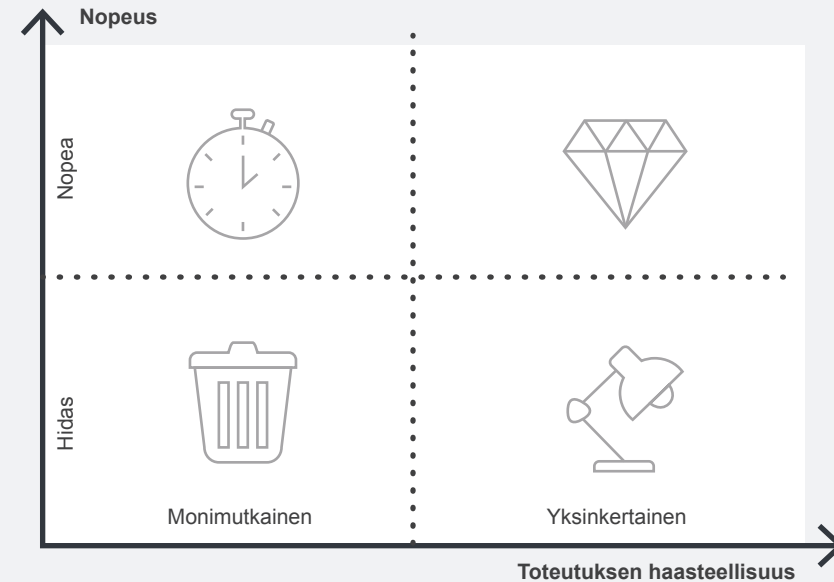 Nopeus
Nopea
Hidas
Monimutkainen
Yksinkertainen
Toteutuksen haasteellisuus